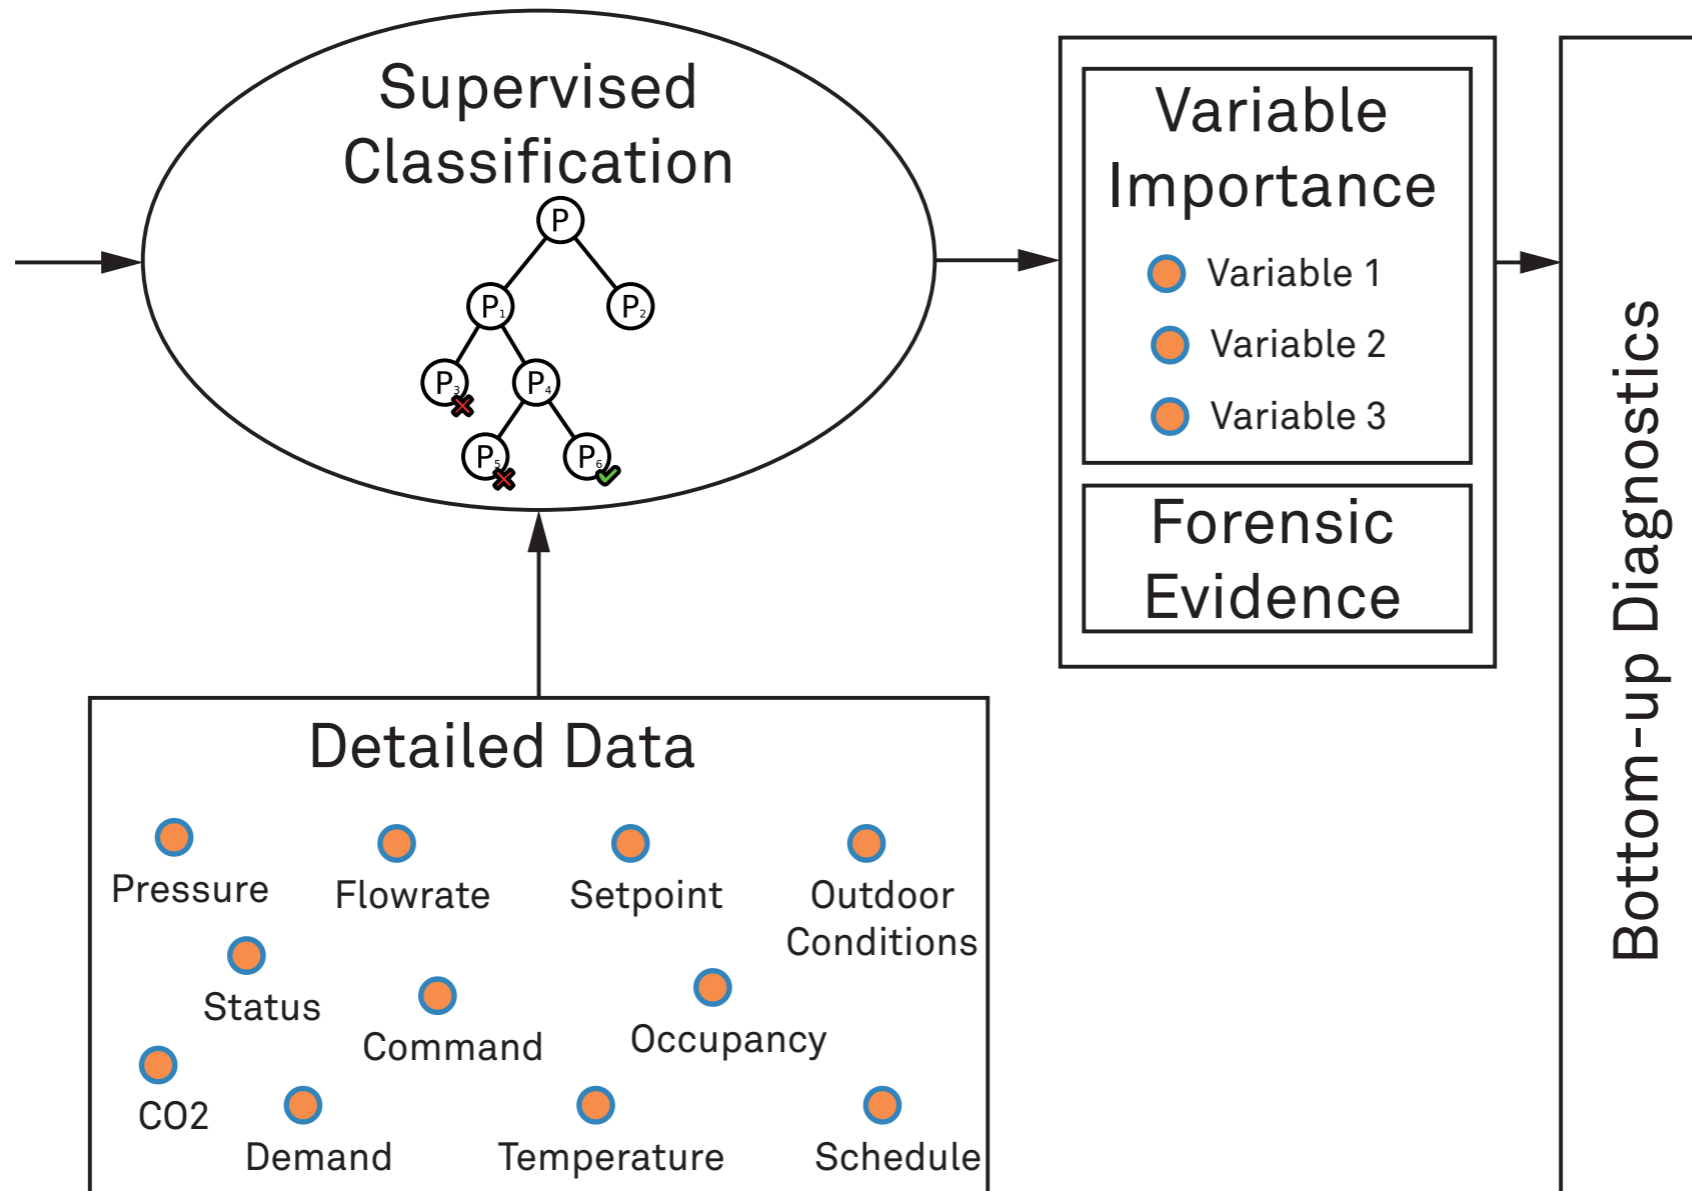 Supervised
Classification
P
P₁
P₂
P₃
P₄
P₅
P₆
Variable
Importance
Variable 1
Variable 2
Variable 3
Forensic
Evidence
Bottom-up Diagnostics
Detailed Data
Pressure
Flowrate
Setpoint
Outdoor
Conditions
Status
Command
Occupancy
CO2
Demand
Temperature
Schedule